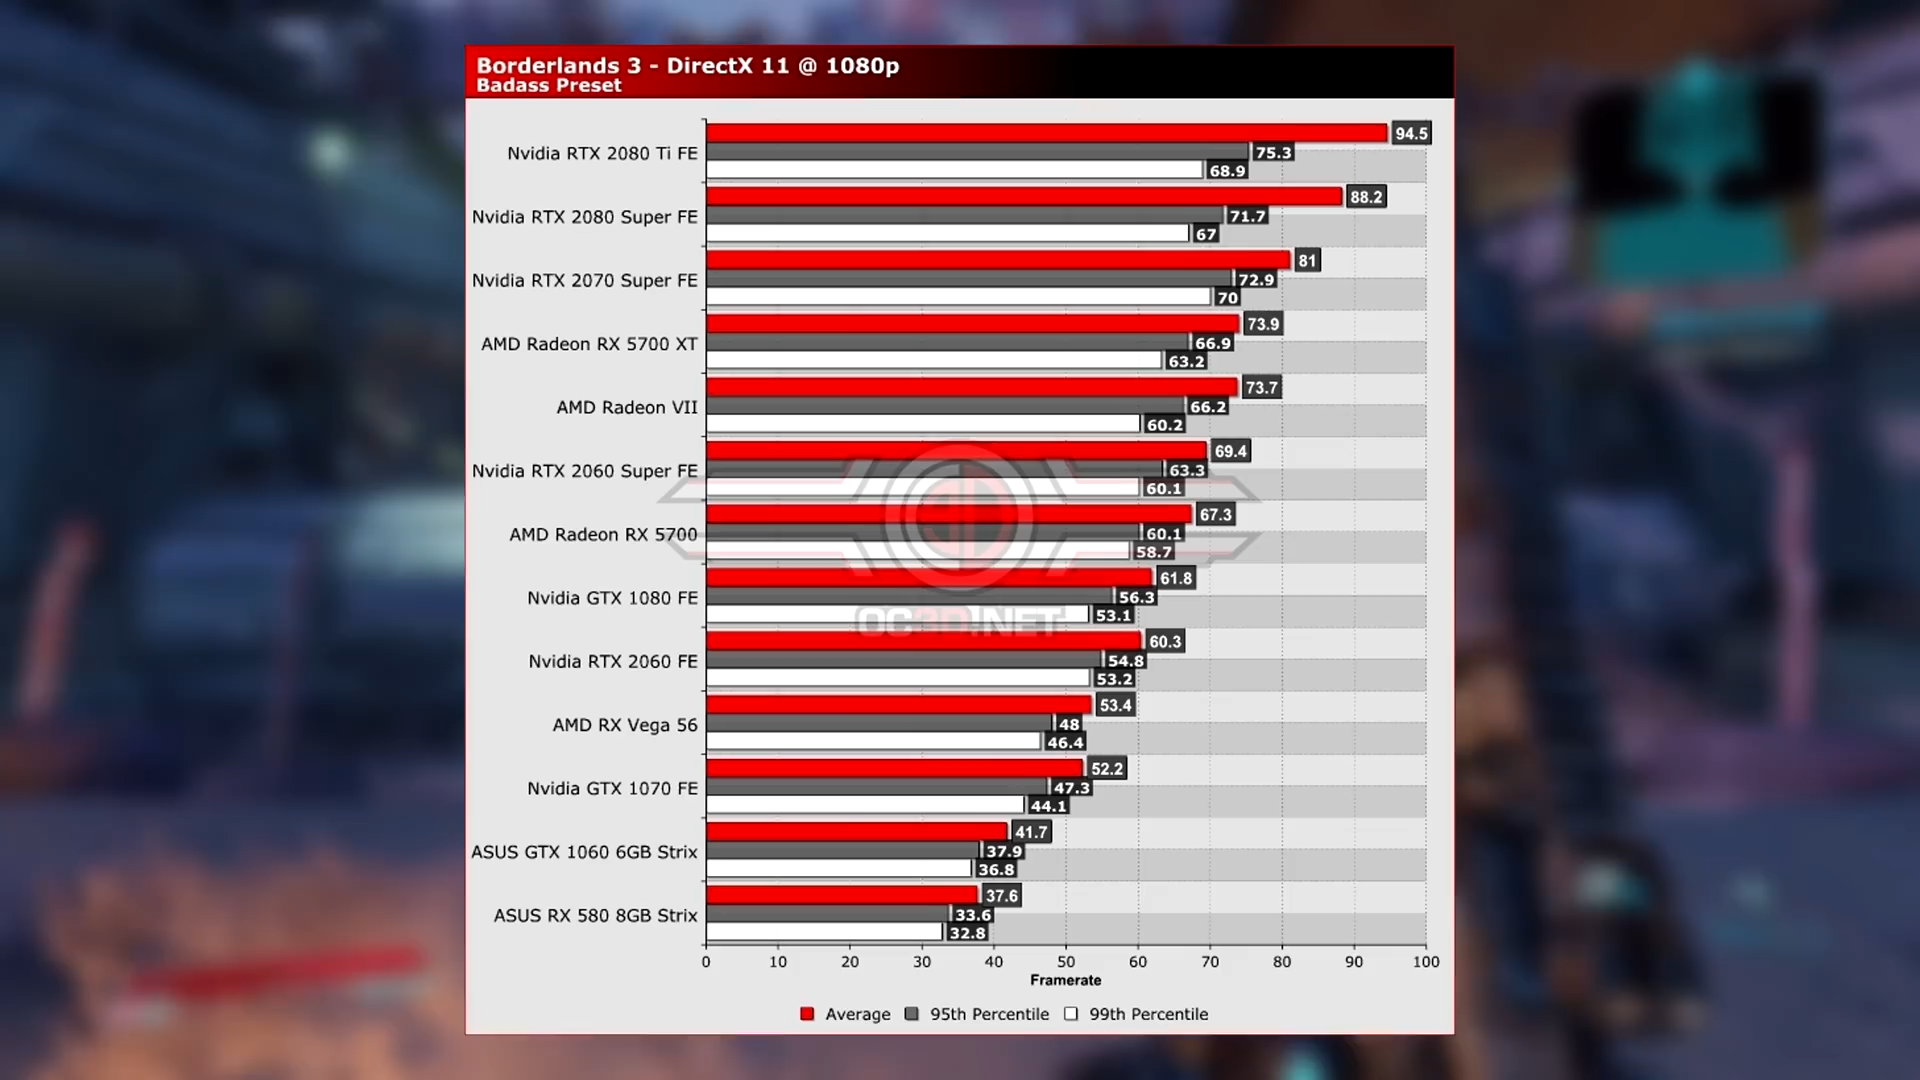 Borderlands 3 - DirectX 11 @ 1080p
Badass Preset
Nvidia RTX 2080 Ti FE
94.5
75.3
68.9
Nvidia RTX 2080 Super FE
88.2
71.7
67
Nvidia RTX 2070 Super FE
81
72.9
70
AMD Radeon RX 5700 XT
73.9
66.9
63.2
AMD Radeon VII
73.7
66.2
60.2
Nvidia RTX 2060 Super FE
69.4
63.3
60.1
AMD Radeon RX 5700
67.3
60.1
58.7
Nvidia GTX 1080 FE
61.8
56.3
53.1
OC3D.NET
Nvidia RTX 2060 FE
60.3
54.8
53.2
AMD RX Vega 56
53.4
48
46.4
Nvidia GTX 1070 FE
52.2
47.3
44.1
ASUS GTX 1060 6GB Strix
41.7
37.9
36.8
ASUS RX 580 8GB Strix
37.6
33.6
32.8
0 10 20 30 40 50 60 70 80 90 100
Framerate
Average 95th Percentile 99th Percentile